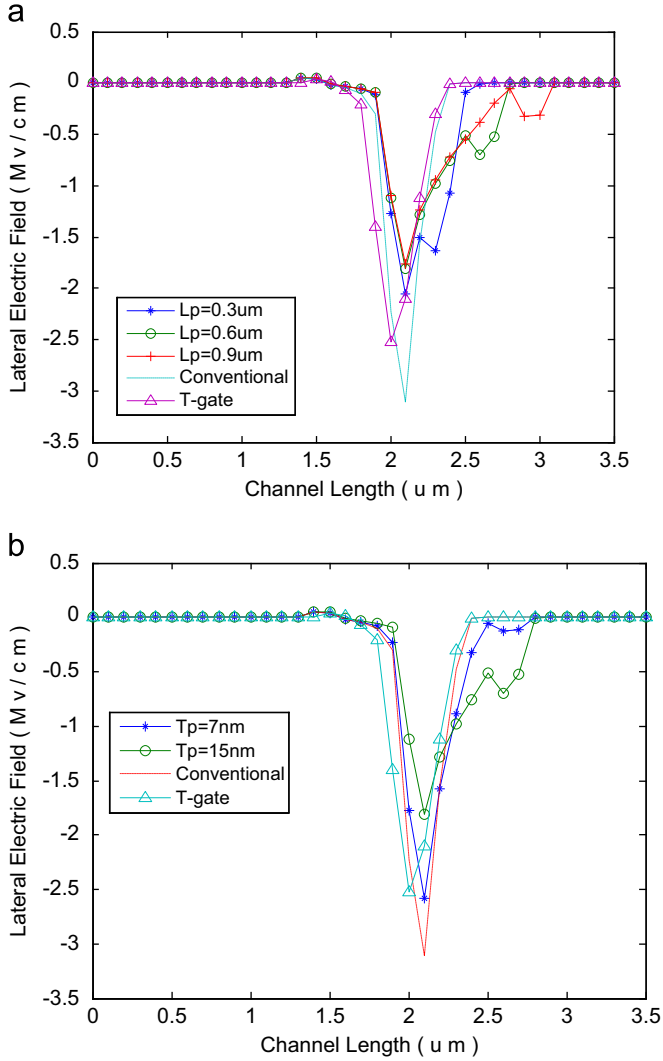 a
0.5
0
-0.5
-1
-1.5
-2
-2.5
-3
-3.5
Lateral Electric Field ( M v / c m )
Lp=0.3um
Lp=0.6um
Lp=0.9um
Conventional
T-gate
0 0.5 1 1.5 2 2.5 3 3.5
Channel Length ( u m )
b
0.5
0
-0.5
-1
-1.5
-2
-2.5
-3
-3.5
Lateral Electric Field ( M v / c m )
Tp=7nm
Tp=15nm
Conventional
T-gate
0 0.5 1 1.5 2 2.5 3 3.5
Channel Length ( u m )